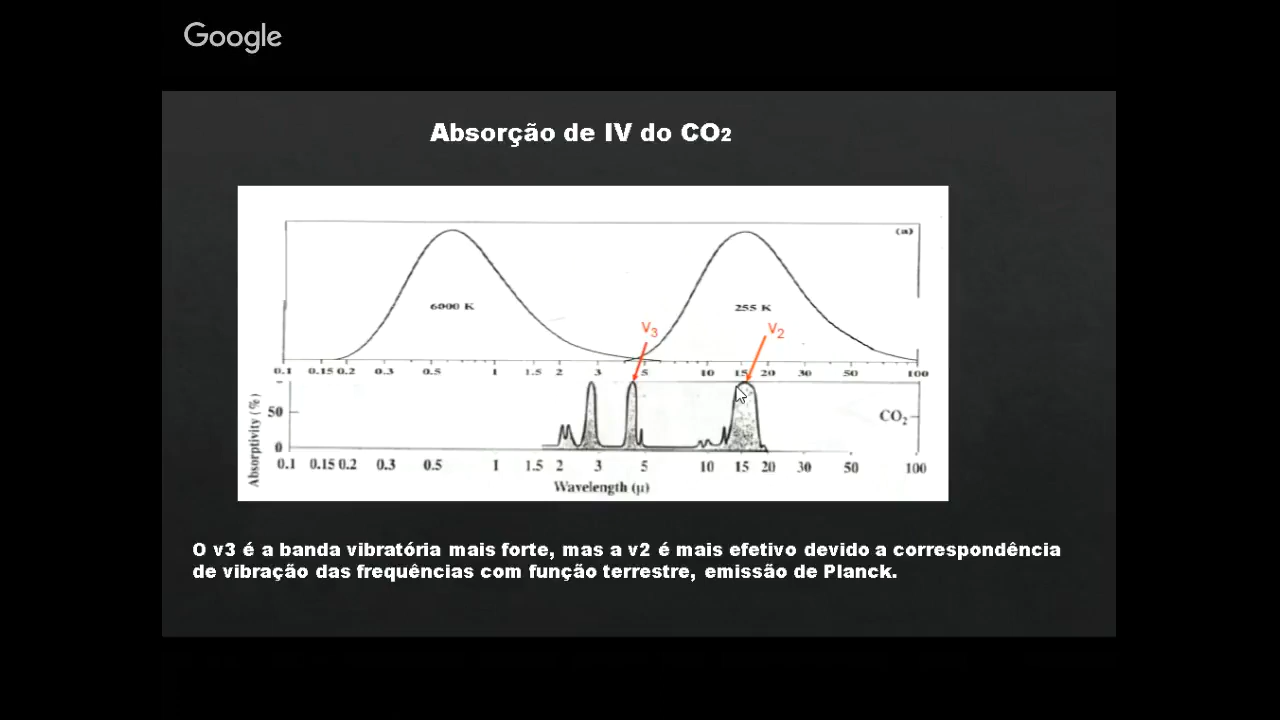 Google
Absorção de IV do CO2
(a)
6000 K
255 K
V3
V2
0.1 0.15 0.2 0.3 0.5 1 1.5 2 3 5 10 15 20 30 50 100
Absorptivity (%)
50
0
CO2
0.1 0.15 0.2 0.3 0.5 1 1.5 2 3 5 10 15 20 30 50 100
Wavelength (μ)
O v3 é a banda vibratória mais forte, mas a v2 é mais efetivo devido a correspondência
de vibração das frequências com função terrestre, emissão de Planck.